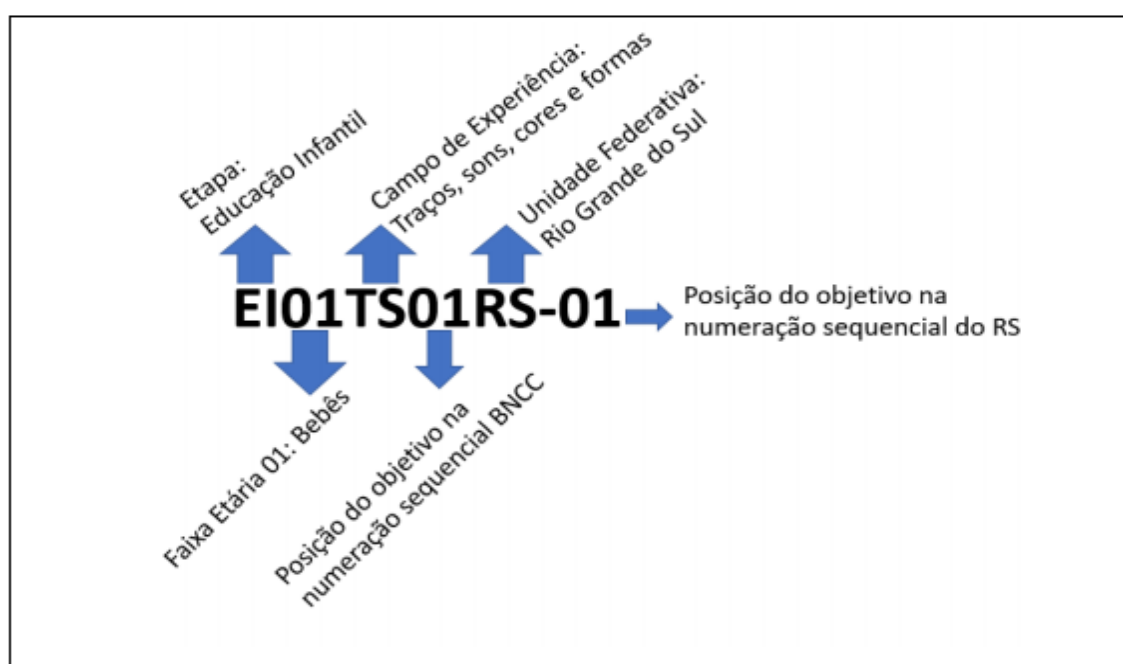 Etapa:
Educação Infantil
Campo de Experiência:
Traços, sons, cores e formas
Unidade Federativa:
Rio Grande do Sul
EI01TS01RS-01
Posição do objetivo na
numeração sequencial do RS
Faixa Etária 01: Bebês
Posição do objetivo na
numeração sequencial BNCC